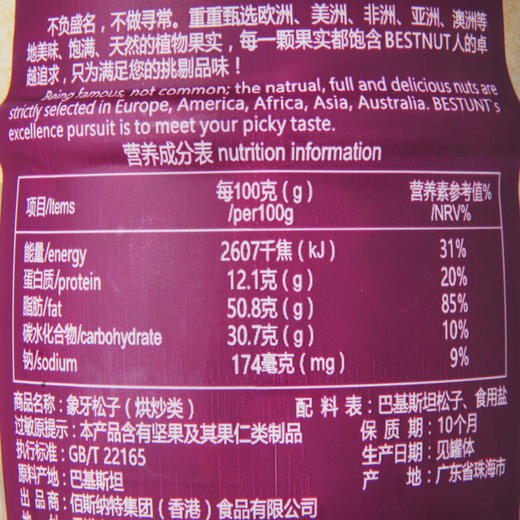 不负盛名，不做寻常。重重甄选欧洲、美洲、非洲、亚洲、澳洲等
地美味、饱满、天然的植物果实，每一颗果实都饱含BESTNUT人的卓
越追求，只为满足您的挑剔品味！
Being famous, not common; the natrual, full and delicious nuts are
strictly selected in Europe, America, Africa, Asia, Australia. BESTUNT's
excellence pursuit is to meet your picky taste.
营养成分表 nutrition information
项目/Items 每100克（g）/per100g 营养素参考值%/NRV%
能量/energy 2607千焦（kJ） 31%
蛋白质/protein 12.1克（g） 20%
脂肪/fat 50.8克（g） 85%
碳水化合物/carbohydrate 30.7克（g） 10%
钠/sodium 174毫克（mg） 9%
商品名称：象牙松子（烘炒类） 配料表：巴基斯坦松子、食用盐
过敏原提示：本产品含有坚果及其果仁类制品 保质期：10个月
执行标准：GB/T 22165 生产日期：见罐体
原料产地：巴基斯坦 产地：广东省珠海市
出品商：佰斯纳特集团（香港）食品有限公司